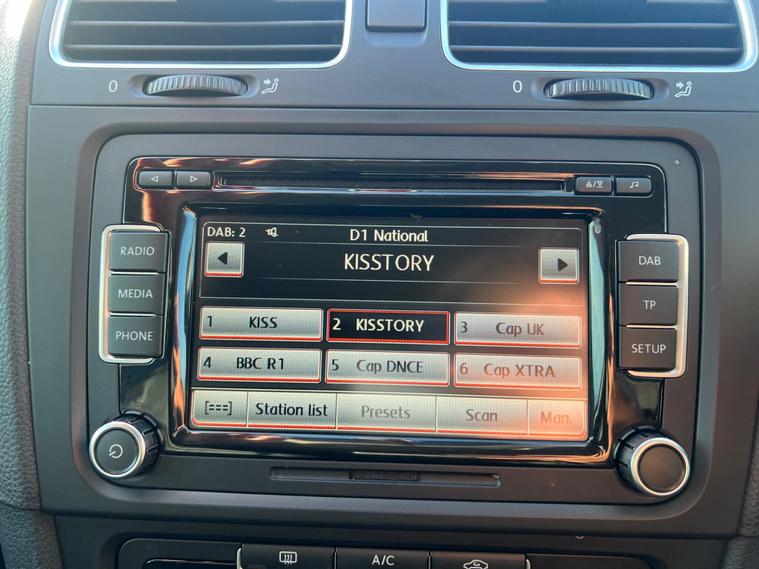 0 0
RADIO
MEDIA
PHONE
DAB: 2 D1 National
KISSTORY
1 KISS 2 KISSTORY 3 Cap UK
4 BBC R1 5 Cap DNCE 6 Cap XTRA
[===] Station list Presets Scan Man.
DAB
TP
SETUP
A/C